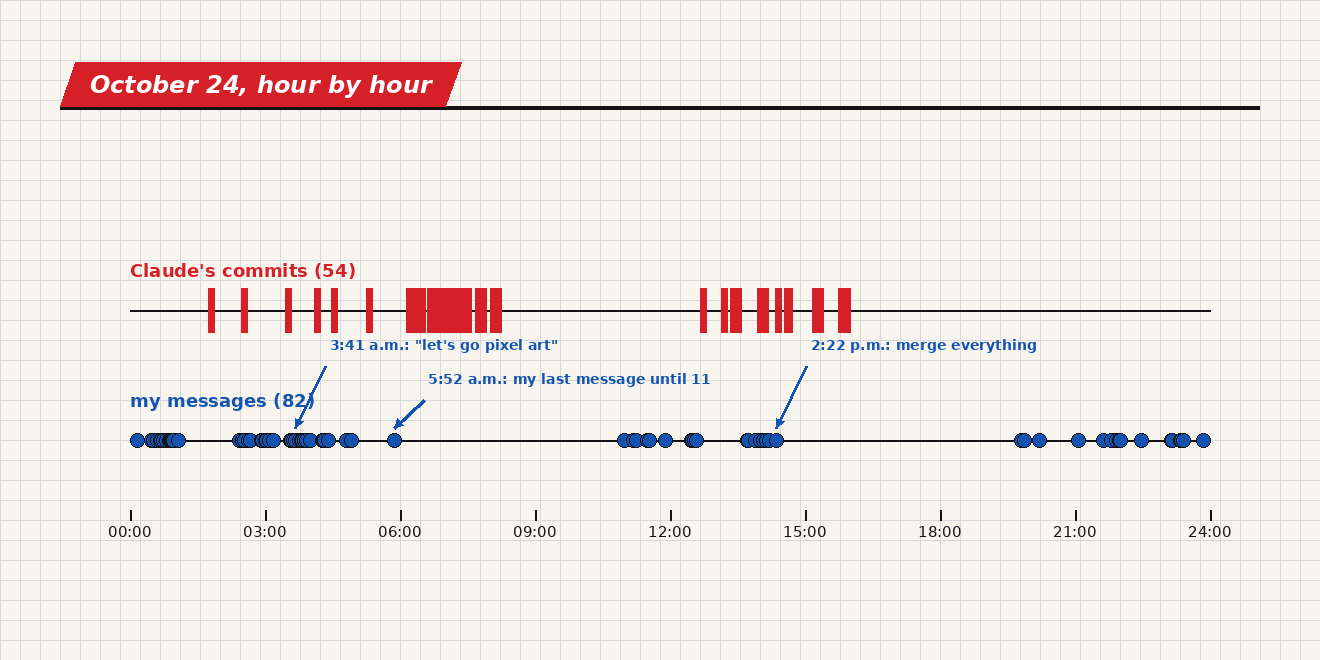 October 24, hour by hour
Claude's commits (54)
3:41 a.m.: "let's go pixel art"
2:22 p.m.: merge everything
5:52 a.m.: my last message until 11
my messages (82)
00:00 03:00 06:00 09:00 12:00 15:00 18:00 21:00 24:00